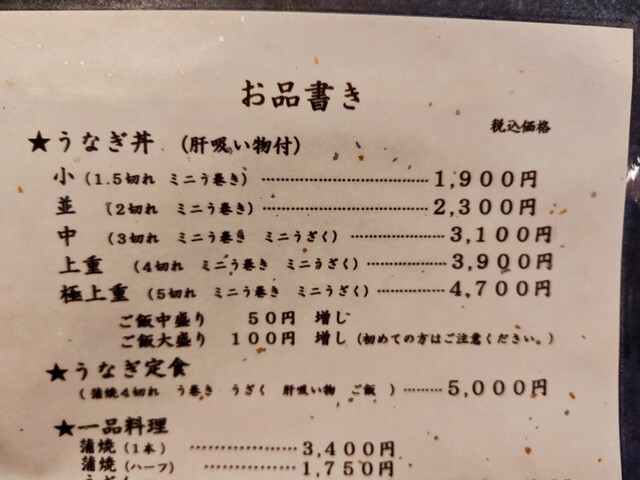 お品書き
税込価格
★うなぎ丼 (肝吸い物付)
小 (1.5切れ ミニう巻き) ……………………………1,900円
並 (2切れ ミニう巻き) ……………………………2,300円
中 (3切れ ミニう巻き ミニうざく) ………………3,100円
上重 (4切れ ミニう巻き ミニうざく) ……………3,900円
極上重 (5切れ ミニう巻き ミニうざく) …………4,700円
ご飯中盛り 50円 増し
ご飯大盛り 100円 増し (初めての方はご注意ください。)
★うなぎ定食
(蒲焼4切れ う巻き うざく 肝吸い物 ご飯 ) ………5,000円
★一品料理
蒲焼 (1本) ………………………3,400円
蒲焼 (ハーフ) ……………………1,750円